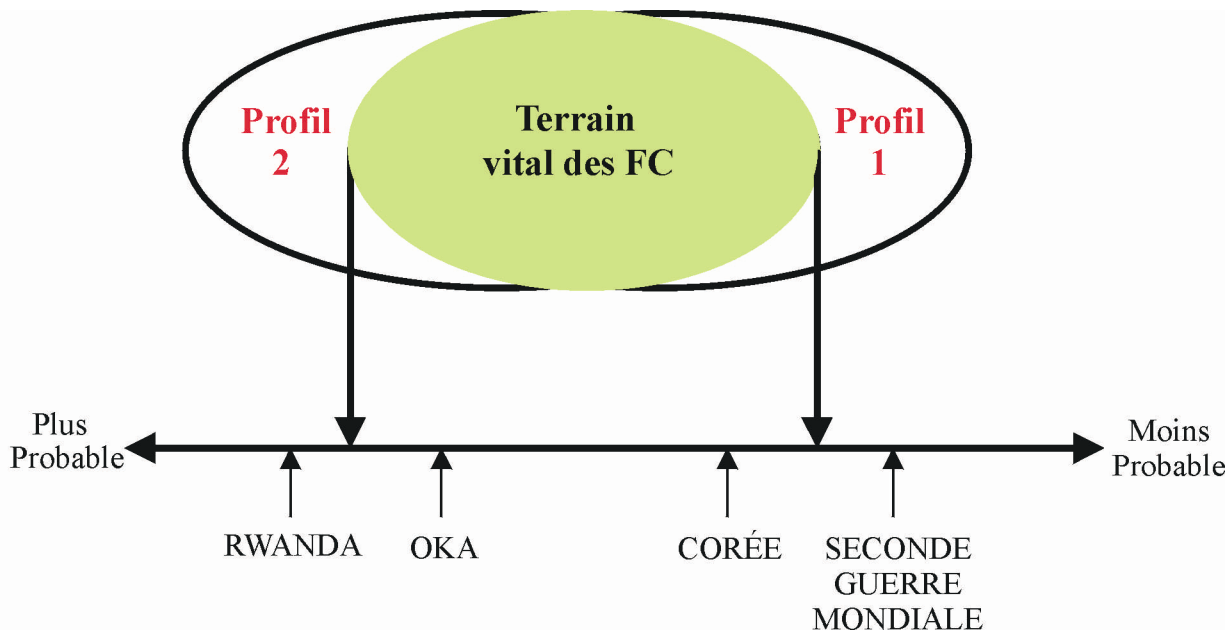 Profil
2
Terrain
vital des FC
Profil
1
Plus
Probable
Moins
Probable
RWANDA
OKA
CORÉE
SECONDE
GUERRE
MONDIALE